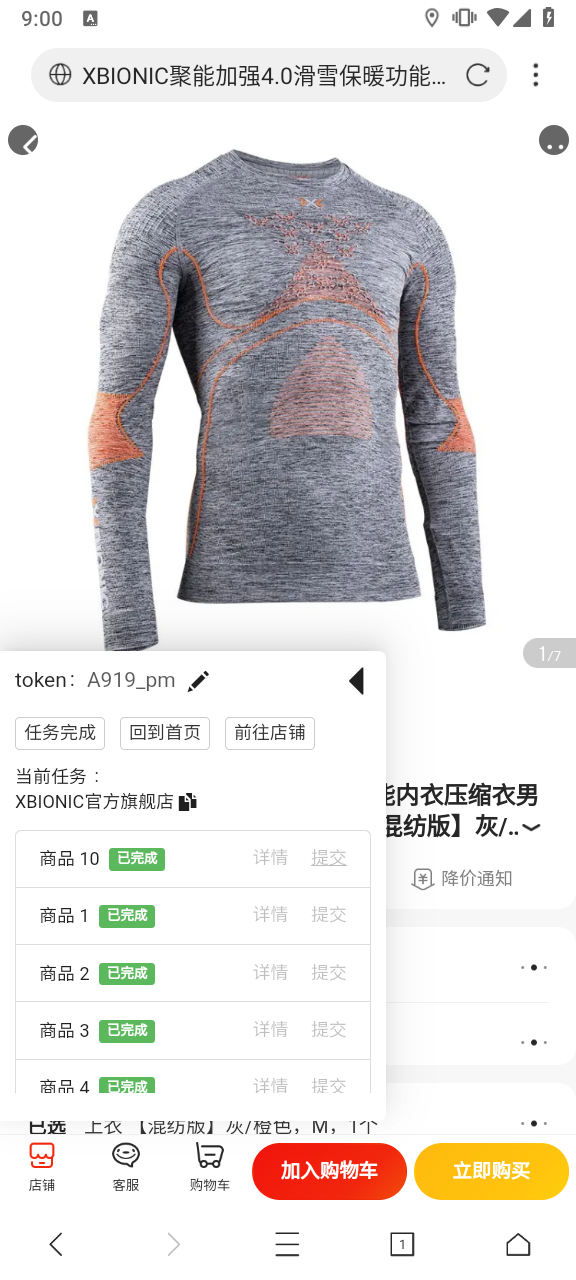 9:00
A
XBIONIC聚能加强4.0滑雪保暖功能...
1/7
token: A919_pm
任务完成 回到首页 前往店铺
当前任务：
XBIONIC官方旗舰店
能内衣压缩衣男
混纺版】灰/..
商品 10 已完成 详情 提交
降价通知
商品 1 已完成 详情 提交
商品 2 已完成 详情 提交
商品 3 已完成 详情 提交
商品 4 已完成 详情 提交
已选 上衣 【混纺版】灰/橙色，M，1个
店铺 客服 购物车 加入购物车 立即购买
1